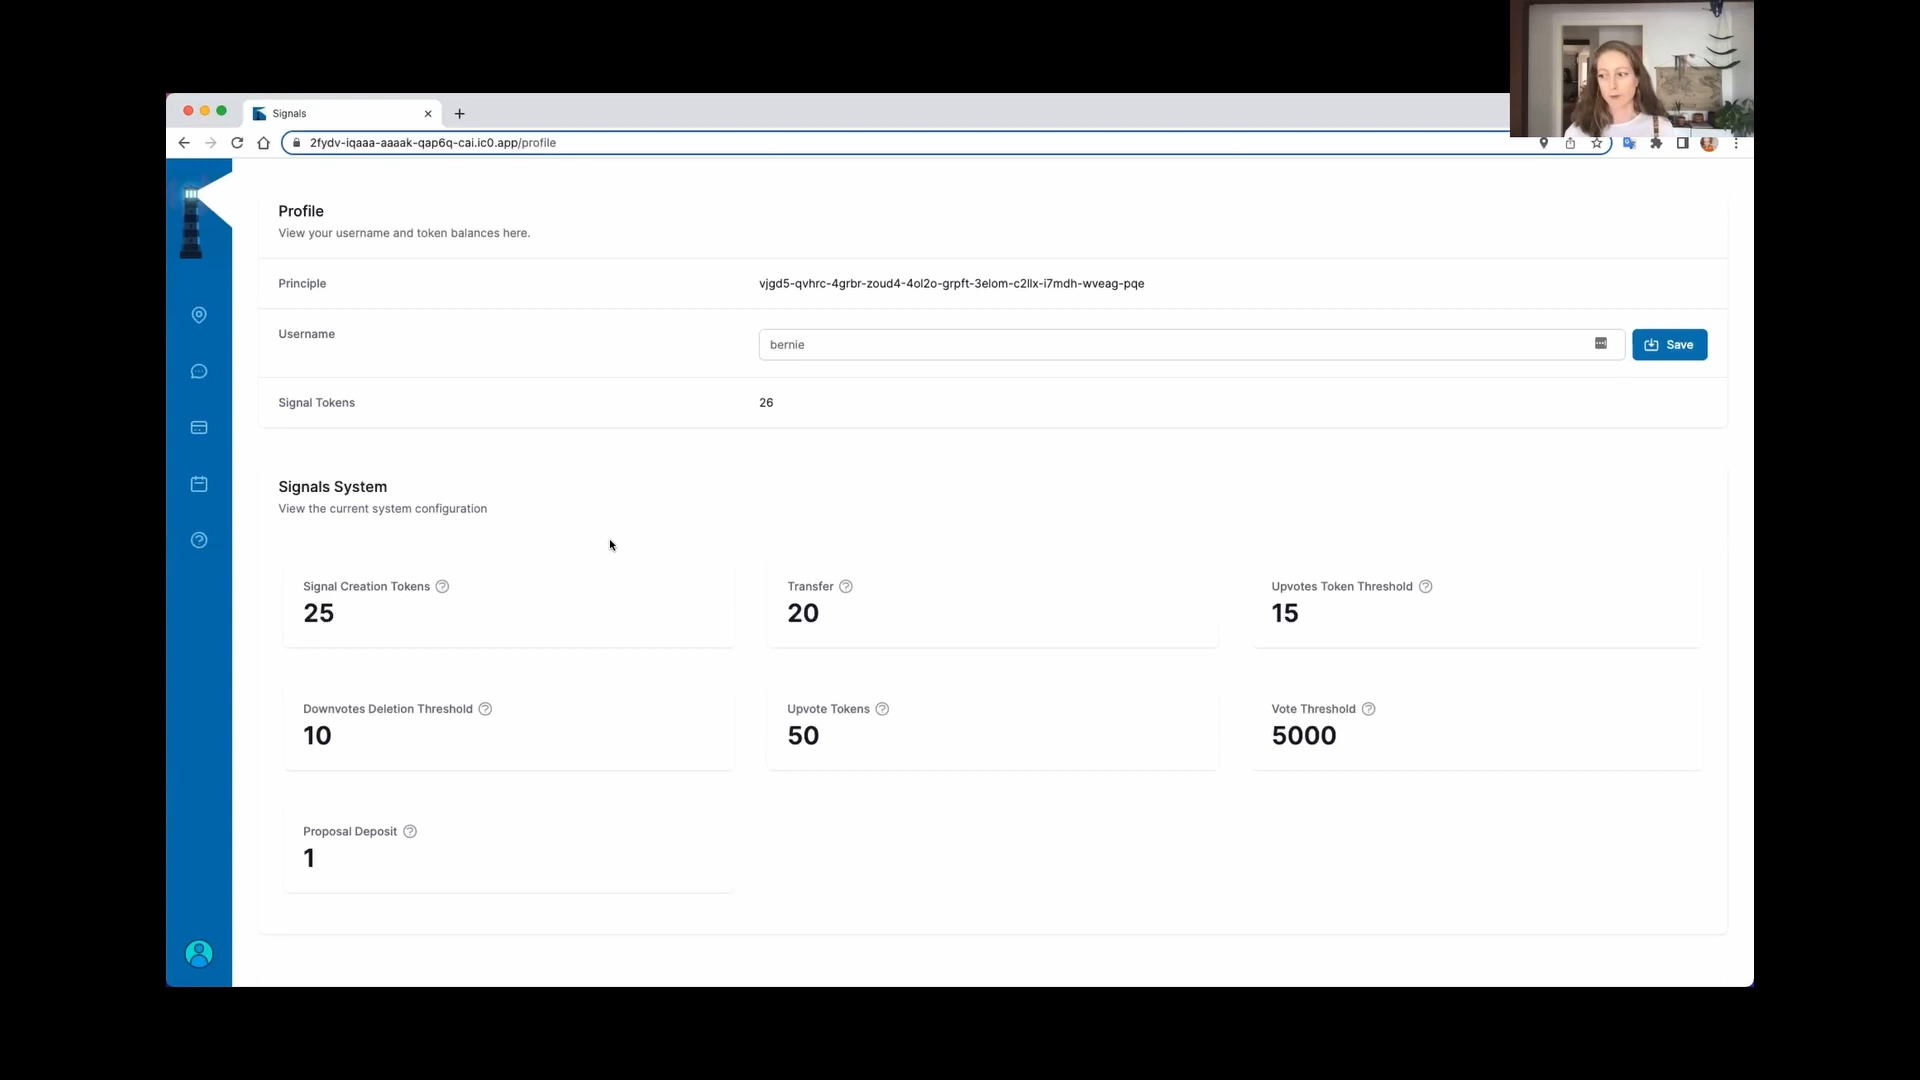 Signals
2fydv-iqaaa-aaaak-qap6q-cai.ic0.app/profile
Profile
View your username and token balances here.
Principle
vjgd5-qvhrc-4grbr-zoud4-4ol2o-grpft-3elom-c2llx-i7mdh-wveag-pqe
Username
bernie
Save
Signal Tokens
26
Signals System
View the current system configuration
Signal Creation Tokens
25
Transfer
20
Upvotes Token Threshold
15
Downvotes Deletion Threshold
10
Upvote Tokens
50
Vote Threshold
5000
Proposal Deposit
1